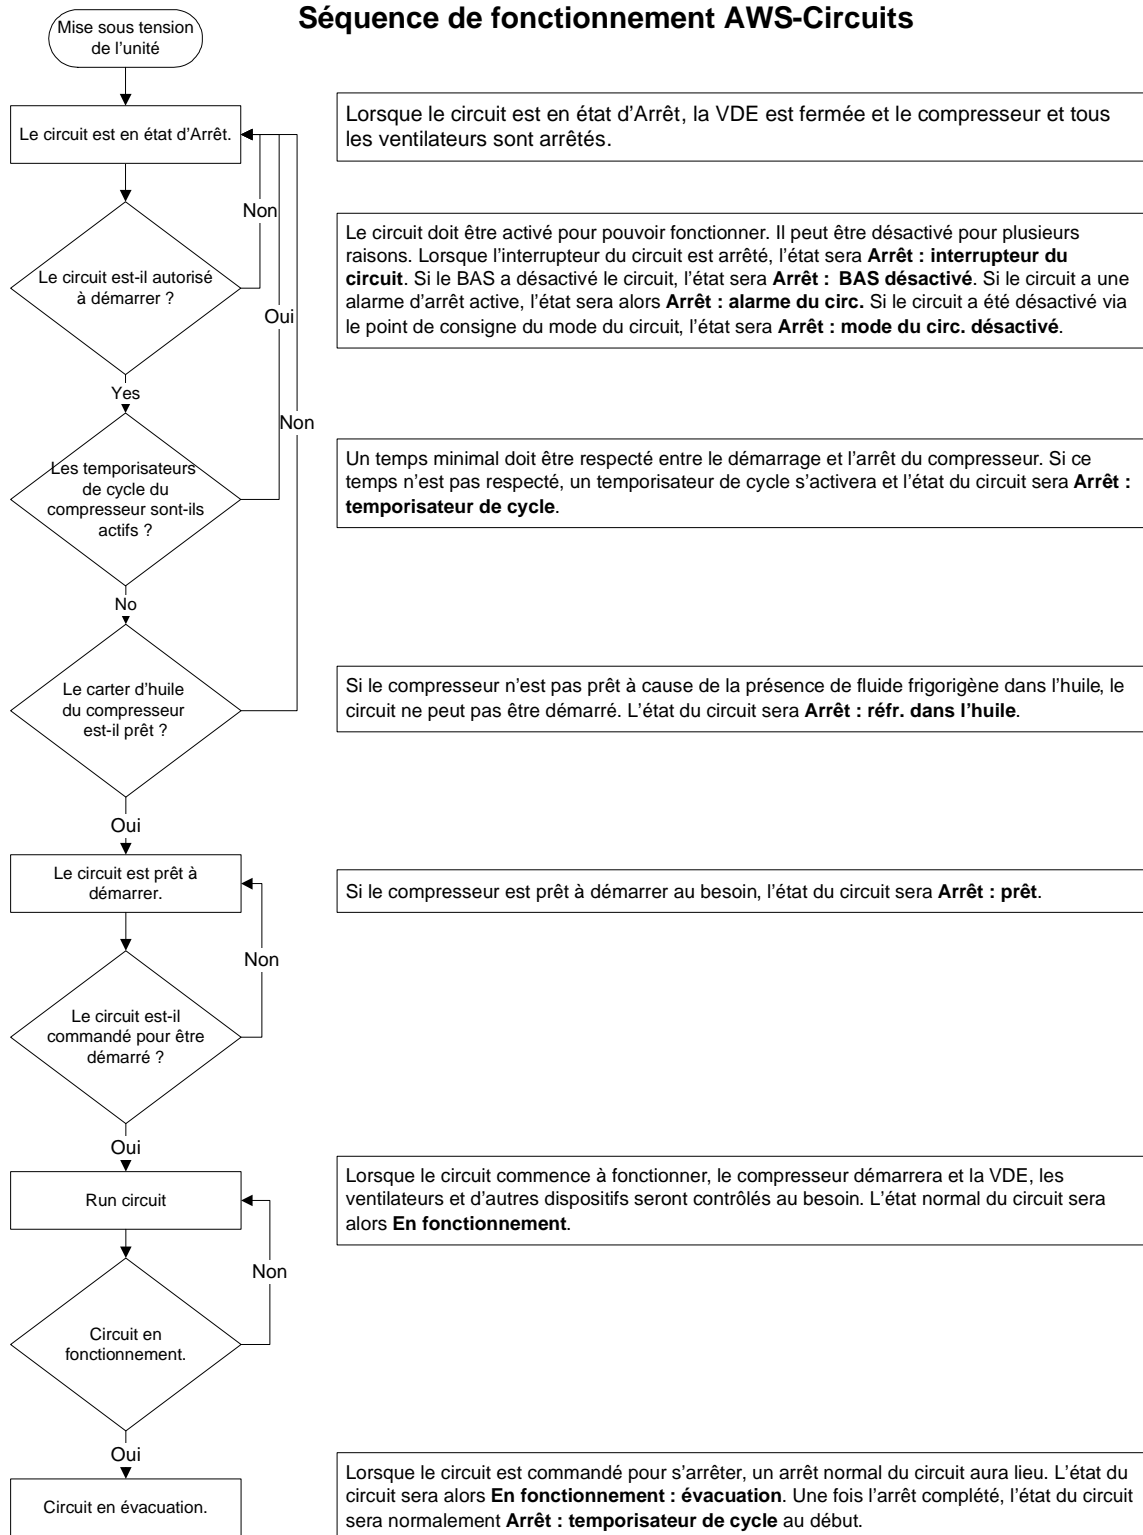 Séquence de fonctionnement AWS-Circuits
Mise sous tension
de l'unité
Le circuit est en état d'Arrêt.
Lorsque le circuit est en état d'Arrêt, la VDE est fermée et le compresseur et tous
les ventilateurs sont arrêtés.
Non
Le circuit est-il autorisé
à démarrer ?
Le circuit doit être activé pour pouvoir fonctionner. Il peut être désactivé pour plusieurs
raisons. Lorsque l'interrupteur du circuit est arrêté, l'état sera Arrêt : interrupteur du
circuit. Si le BAS a désactivé le circuit, l'état sera Arrêt : BAS désactivé. Si le circuit a une
alarme d'arrêt active, l'état sera alors Arrêt : alarme du circ. Si le circuit a été désactivé via
le point de consigne du mode du circuit, l'état sera Arrêt : mode du circ. désactivé.
Oui
Yes
Non
Les temporisateurs
de cycle du
compresseur sont-ils
actifs ?
Un temps minimal doit être respecté entre le démarrage et l'arrêt du compresseur. Si ce
temps n'est pas respecté, un temporisateur de cycle s'activera et l'état du circuit sera Arrêt :
temporisateur de cycle.
No
Le carter d'huile
du compresseur
est-il prêt ?
Si le compresseur n'est pas prêt à cause de la présence de fluide frigorigène dans l'huile, le
circuit ne peut pas être démarré. L'état du circuit sera Arrêt : réfr. dans l'huile.
Oui
Le circuit est prêt à
démarrer.
Si le compresseur est prêt à démarrer au besoin, l'état du circuit sera Arrêt : prêt.
Non
Le circuit est-il
commandé pour être
démarré ?
Oui
Run circuit
Lorsque le circuit commence à fonctionner, le compresseur démarrera et la VDE, les
ventilateurs et d'autres dispositifs seront contrôlés au besoin. L'état normal du circuit sera
alors En fonctionnement.
Non
Circuit en
fonctionnement.
Oui
Circuit en évacuation.
Lorsque le circuit est commandé pour s'arrêter, un arrêt normal du circuit aura lieu. L'état du
circuit sera alors En fonctionnement : évacuation. Une fois l'arrêt complété, l'état du circuit
sera normalement Arrêt : temporisateur de cycle au début.